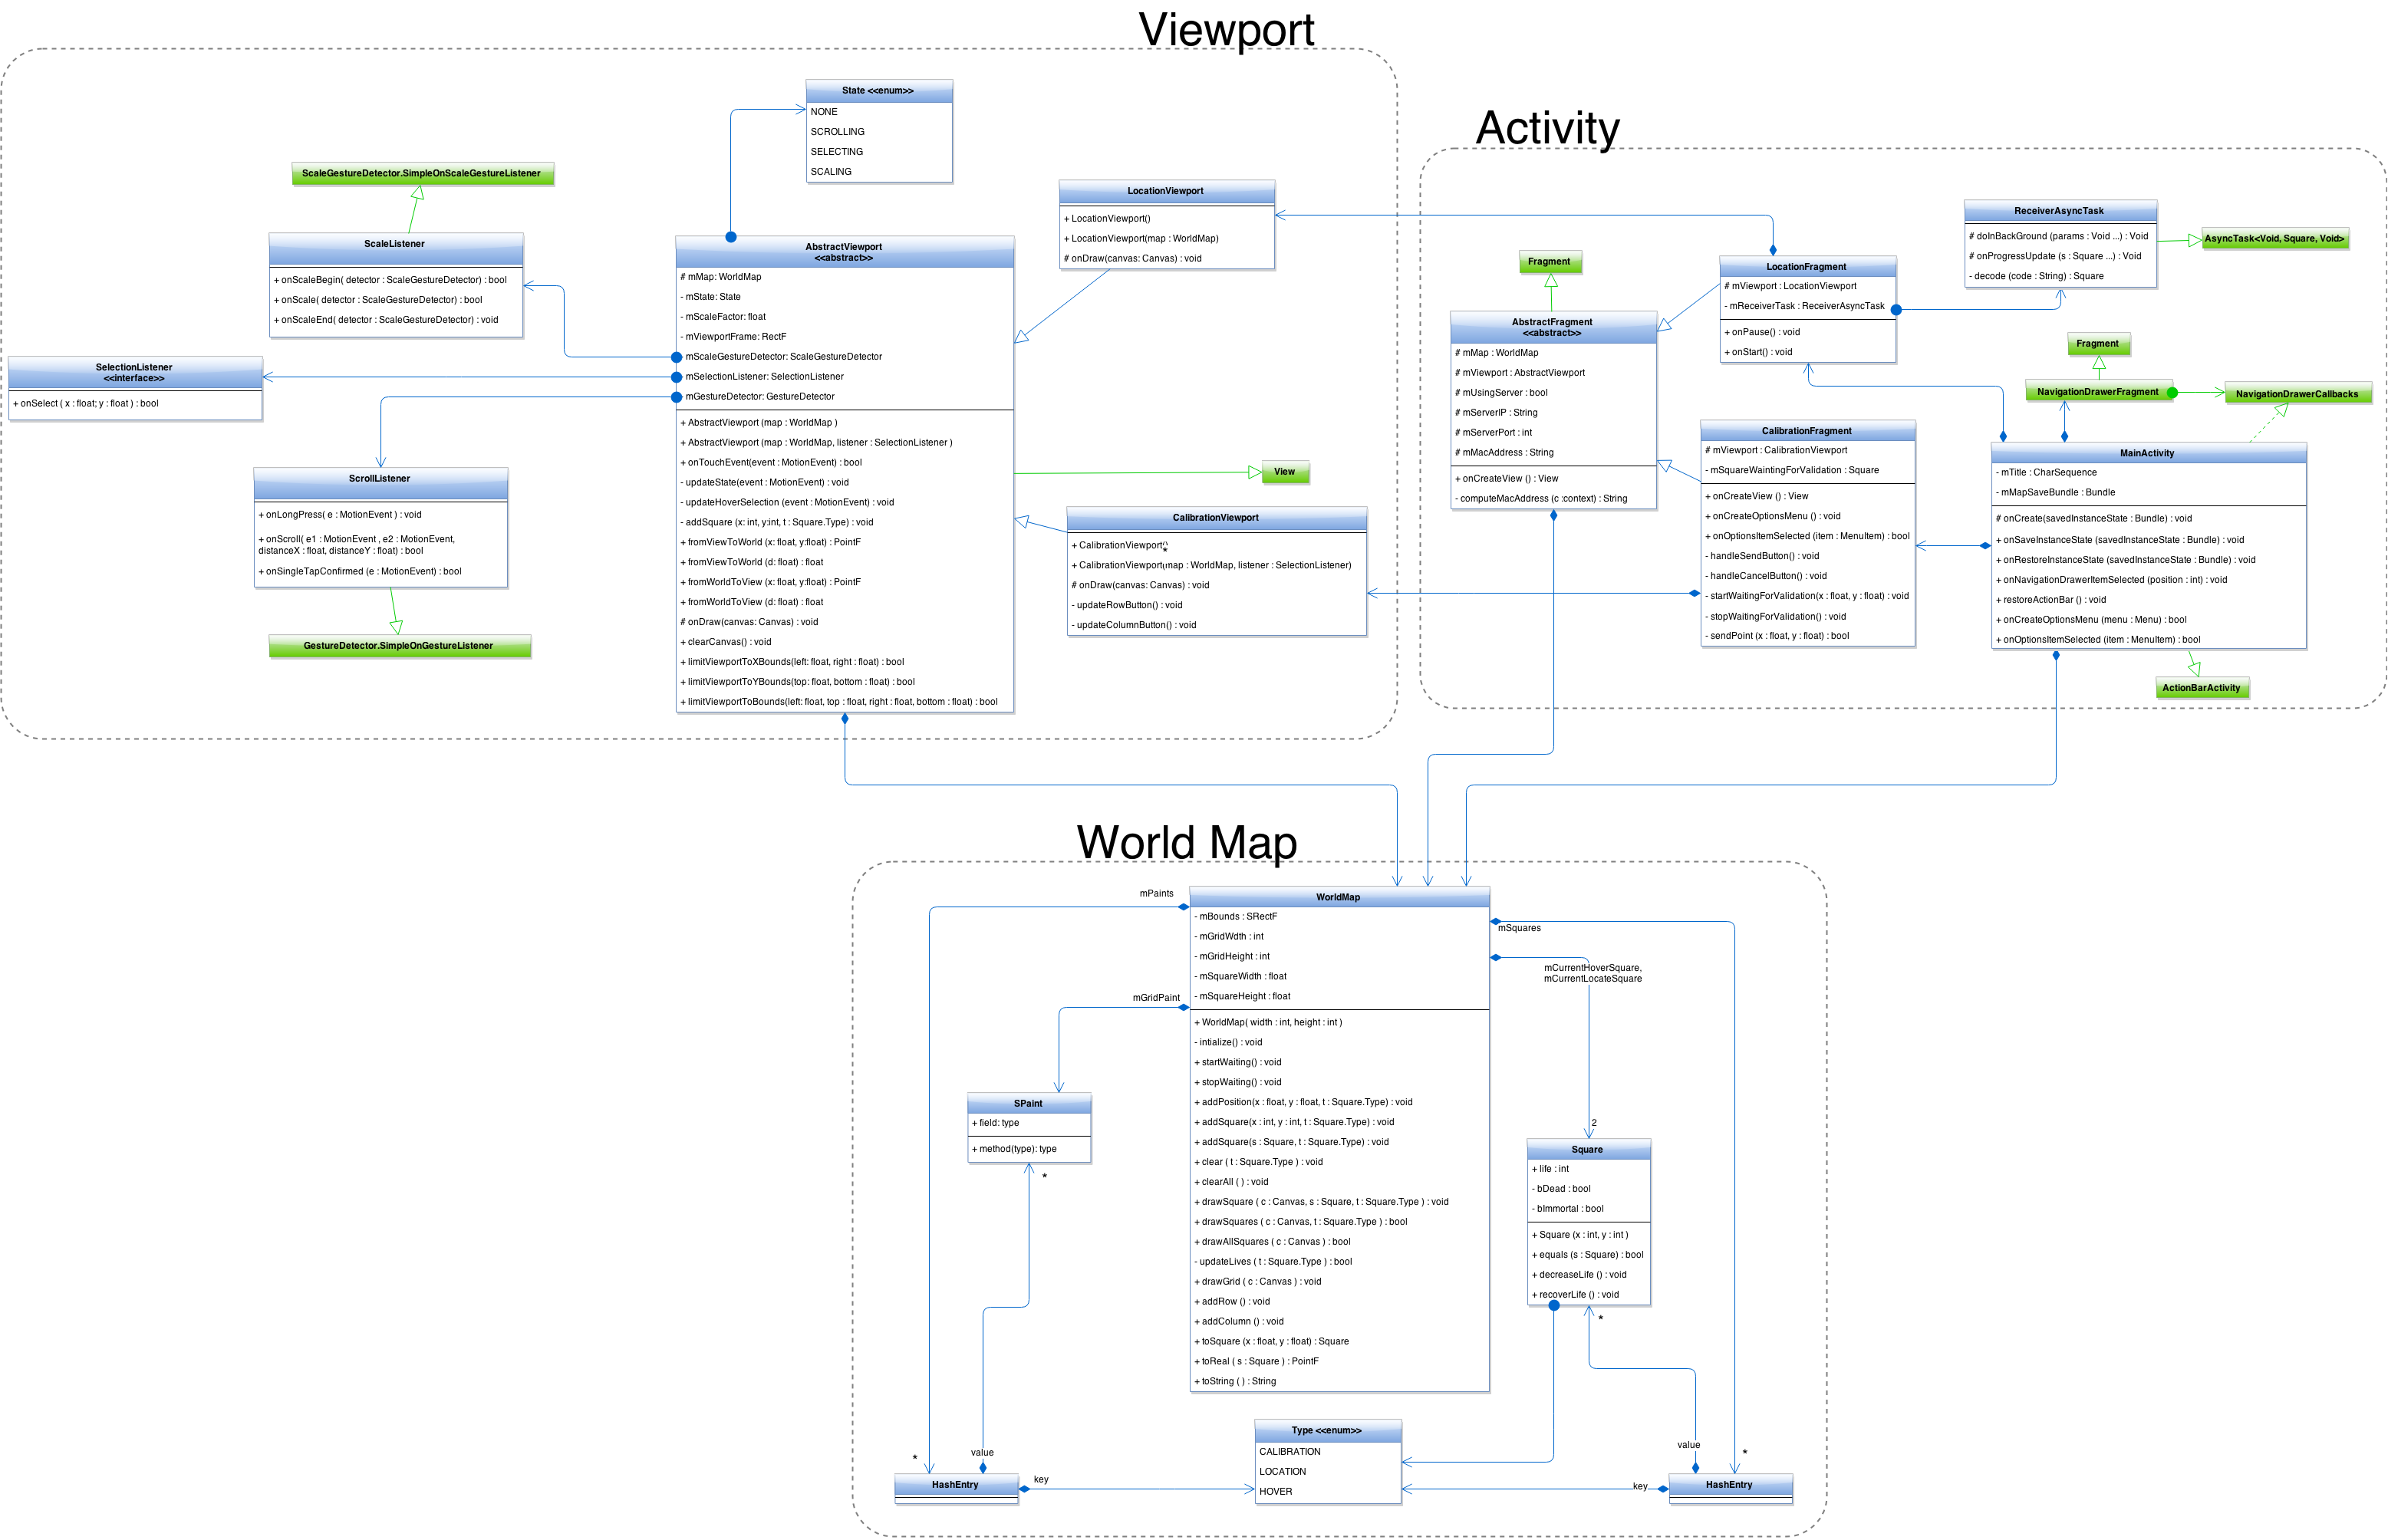 Viewport
State <<enum>>
NONE
SCROLLING
SELECTING
SCALING
ScaleGestureDetector.SimpleOnScaleGestureListener
ScaleListener
+ onScaleBegin( detector : ScaleGestureDetector) : bool
+ onScale( detector : ScaleGestureDetector) : bool
+ onScaleEnd( detector : ScaleGestureDetector) : void
SelectionListener
<<interface>>
+ onSelect ( x : float; y : float ) : bool
ScrollListener
+ onLongPress( e : MotionEvent ) : void
+ onScroll( e1 : MotionEvent , e2 : MotionEvent,
distanceX : float, distanceY : float) : bool
+ onSingleTapConfirmed (e : MotionEvent) : bool
GestureDetector.SimpleOnGestureListener
AbstractViewport
<<abstract>>
# mMap: WorldMap
- mState: State
- mScaleFactor: float
- mViewportFrame: RectF
- mScaleGestureDetector: ScaleGestureDetector
- mSelectionListener: SelectionListener
- mGestureDetector: GestureDetector
+ AbstractViewport (map : WorldMap )
+ AbstractViewport (map : WorldMap, listener : SelectionListener )
+ onTouchEvent(event : MotionEvent) : bool
- updateState(event : MotionEvent) : void
- updateHoverSelection (event : MotionEvent) : void
- addSquare (x: int, y:int, t : Square.Type) : void
+ fromViewToWorld (x: float, y:float) : PointF
+ fromViewToWorld (d: float) : float
+ fromWorldToView (x: float, y:float) : PointF
+ fromWorldToView (d: float) : float
# onDraw(canvas: Canvas) : void
+ clearCanvas() : void
+ limitViewportToXBounds(left: float, right : float) : bool
+ limitViewportToYBounds(top: float, bottom : float) : bool
+ limitViewportToBounds(left: float, top : float, right : float, bottom : float) : bool
LocationViewport
+ LocationViewport()
+ LocationViewport(map : WorldMap)
# onDraw(canvas: Canvas) : void
View
CalibrationViewport
+ CalibrationViewport()
*
+ CalibrationViewport(map : WorldMap, listener : SelectionListener)
# onDraw(canvas: Canvas) : void
- updateRowButton() : void
- updateColumnButton() : void
Activity
Fragment
AbstractFragment
<<abstract>>
# mMap : WorldMap
# mViewport : AbstractViewport
# mUsingServer : bool
# mServerIP : String
# mServerPort : int
# mMacAddress : String
+ onCreateView () : View
- computeMacAddress (c :context) : String
LocationFragment
# mViewport : LocationViewport
- mReceiverTask : ReceiverAsyncTask
+ onPause() : void
+ onStart() : void
ReceiverAsyncTask
# doInBackGround (params : Void ...) : Void
# onProgressUpdate (s : Square ...) : Void
- decode (code : String) : Square
AsyncTask<Void, Square, Void>
Fragment
NavigationDrawerFragment
NavigationDrawerCallbacks
CalibrationFragment
# mViewport : CalibrationViewport
- mSquareWaintingForValidation : Square
+ onCreateView () : View
+ onCreateOptionsMenu () : void
+ onOptionsItemSelected (item : MenuItem) : bool
- handleSendButton() : void
- handleCancelButton() : void
- startWaitingForValidation(x : float, y : float) : void
- stopWaitingForValidation() : void
- sendPoint (x : float, y : float) : bool
MainActivity
- mTitle : CharSequence
- mMapSaveBundle : Bundle
# onCreate(savedInstanceState : Bundle) : void
+ onSaveInstanceState (savedInstanceState : Bundle) : void
+ onRestoreInstanceState (savedInstanceState : Bundle) : void
+ onNavigationDrawerItemSelected (position : int) : void
+ restoreActionBar () : void
+ onCreateOptionsMenu (menu : Menu) : bool
+ onOptionsItemSelected (item : MenuItem) : bool
ActionBarActivity
World Map
mPaints
mGridPaint
mSquares
mCurrentHoverSquare,
mCurrentLocateSquare
WorldMap
- mBounds : SRectF
- mGridWdth : int
- mGridHeight : int
- mSquareWidth : float
- mSquareHeight : float
+ WorldMap( width : int, height : int )
- intialize() : void
+ startWaiting() : void
+ stopWaiting() : void
+ addPosition(x : float, y : float, t : Square.Type) : void
+ addSquare(x : int, y : int, t : Square.Type) : void
+ addSquare(s : Square, t : Square.Type) : void
+ clear ( t : Square.Type ) : void
+ clearAll ( ) : void
+ drawSquare ( c : Canvas, s : Square, t : Square.Type ) : void
+ drawSquares ( c : Canvas, t : Square.Type ) : bool
+ drawAllSquares ( c : Canvas ) : bool
- updateLives ( t : Square.Type ) : bool
+ drawGrid ( c : Canvas ) : void
+ addRow () : void
+ addColumn () : void
+ toSquare (x : float, y : float) : Square
+ toReal ( s : Square ) : PointF
+ toString ( ) : String
SPaint
+ field: type
+ method(type): type
*
2
Square
+ life : int
- bDead : bool
- bImmortal : bool
+ Square (x : int, y : int )
+ equals (s : Square) : bool
+ decreaseLife () : void
+ recoverLife () : void
*
Type <<enum>>
CALIBRATION
LOCATION
HOVER
*
value
HashEntry
key
key
value
*
HashEntry